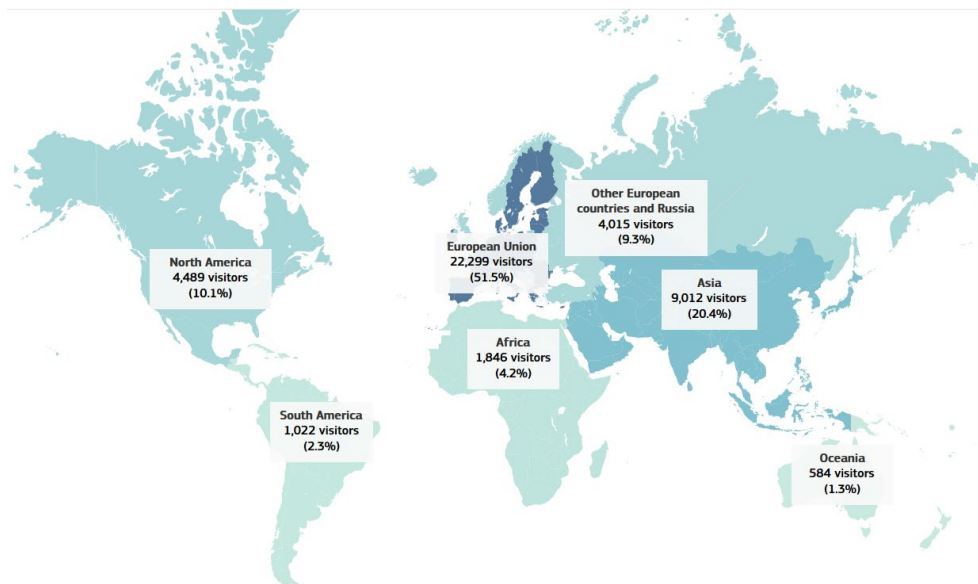 Other European
countries and Russia
4,015 visitors
(9.3%)
European Union
22,299 visitors
(51.5%)
North America
4,489 visitors
(10.1%)
Asia
9,012 visitors
(20.4%)
Africa
1,846 visitors
(4.2%)
South America
1,022 visitors
(2.3%)
Oceania
584 visitors
(1.3%)